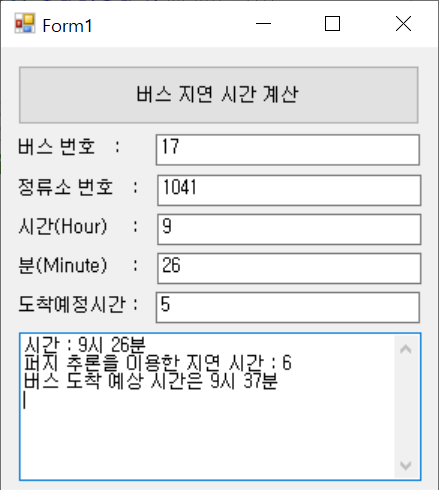 Form1
버스 지연 시간 계산
버스 번호 : 17
정류소 번호 : 1041
시간(Hour) : 9
분(Minute) : 26
도착예정시간 : 5
시간 : 9시 26분
퍼지 추론을 이용한 지연 시간 : 6
버스 도착 예상 시간은 9시 37분